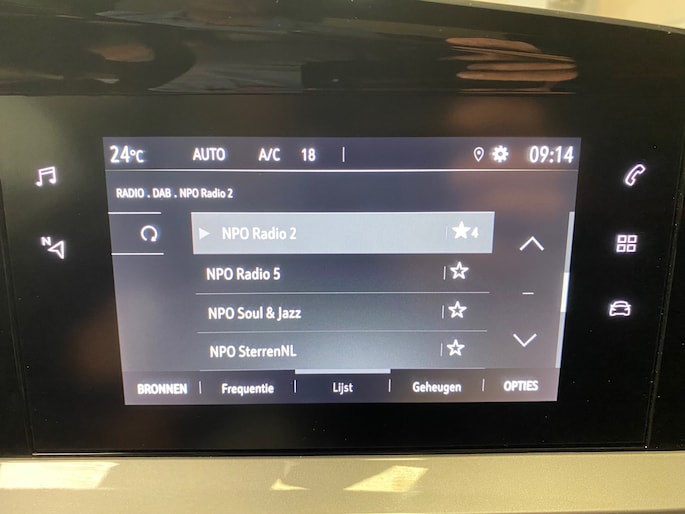 24°C AUTO A/C 18 09:14
RADIO . DAB . NPO Radio 2
NPO Radio 2 4
NPO Radio 5
N
NPO Soul & Jazz
NPO SterrenNL
BRONNEN Frequentie Lijst Geheugen OPTIES